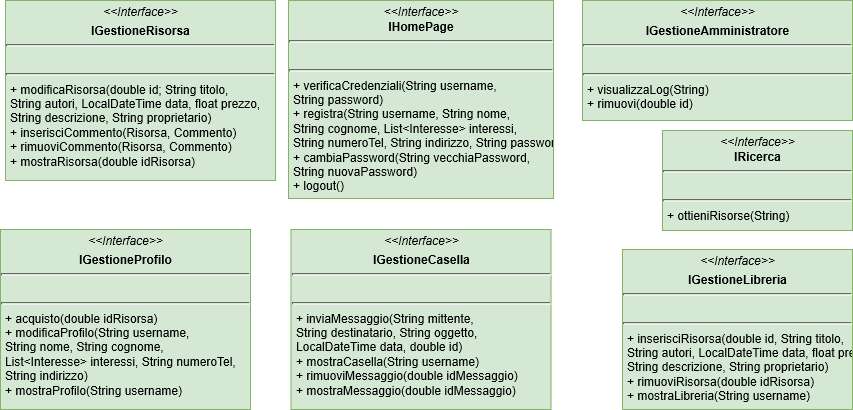 <<Interface>>
IGestioneRisorsa
+ modificaRisorsa(double id; String titolo,
String autori, LocalDateTime data, float prezzo,
String descrizione, String proprietario)
+ inserisciCommento(Risorsa, Commento)
+ rimuoviCommento(Risorsa, Commento)
+ mostraRisorsa(double idRisorsa)
<<Interface>>
IHomePage
+ verificaCredenziali(String username,
String password)
+ registra(String username, String nome,
String cognome, List<Interesse> interessi,
String numeroTel, String indirizzo, String passwor
+ cambiaPassword(String vecchiaPassword,
String nuovaPassword)
+ logout()
<<Interface>>
IGestioneAmministratore
+ visualizzaLog(String)
+ rimuovi(double id)
<<Interface>>
IRicerca
+ ottieniRisorse(String)
<<Interface>>
IGestioneProfilo
+ acquisto(double idRisorsa)
+ modificaProfilo(String username,
String nome, String cognome,
List<Interesse> interessi, String numeroTel,
String indirizzo)
+ mostraProfilo(String username)
<<Interface>>
IGestioneCasella
+ inviaMessaggio(String mittente,
String destinatario, String oggetto,
LocalDateTime data, double id)
+ mostraCasella(String username)
+ rimuoviMessaggio(double idMessaggio)
+ mostraMessaggio(double idMessaggio)
<<Interface>>
IGestioneLibreria
+ inserisciRisorsa(double id, String titolo,
String autori, LocalDateTime data, float pre
String descrizione, String proprietario)
+ rimuoviRisorsa(double idRisorsa)
+ mostraLibreria(String username)